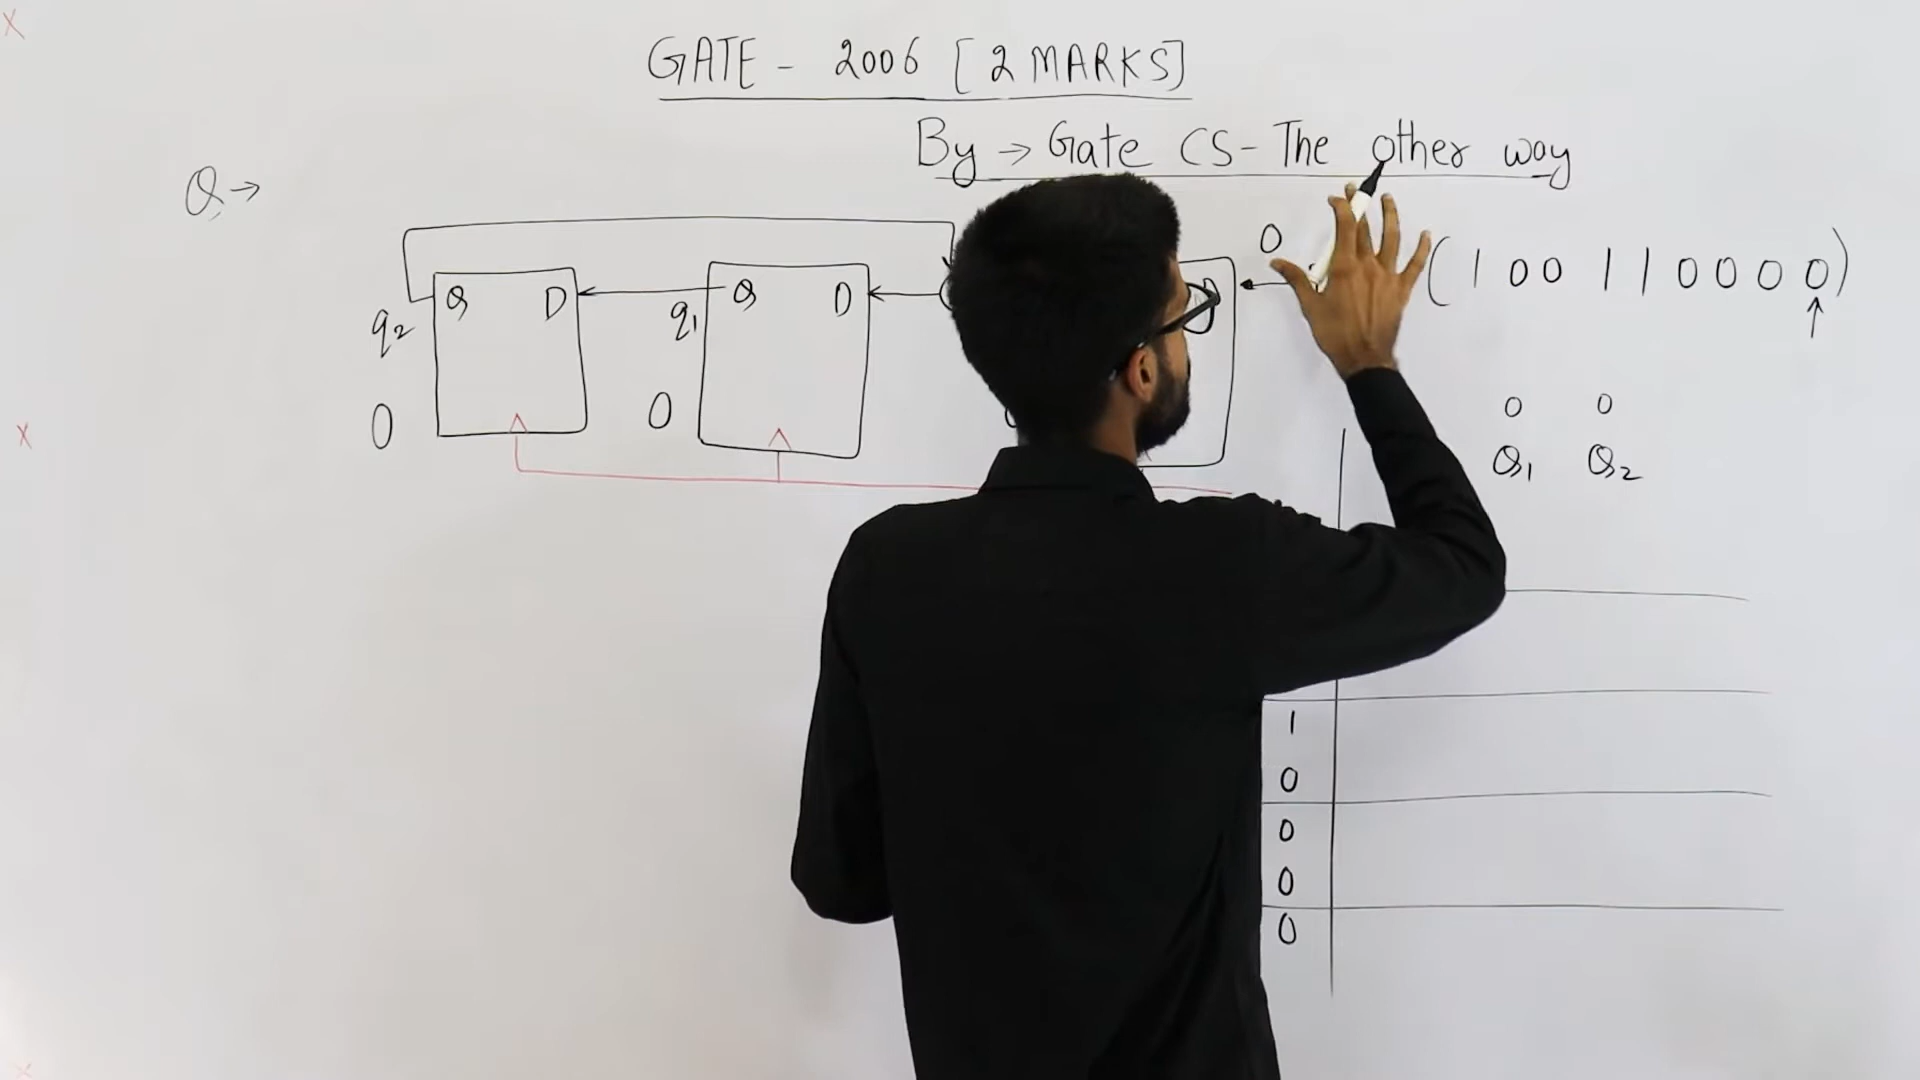 GATE - 2006 [2 MARKS]
By → Gate CS - The other way
Q →
0 (1 0 0 1 1 0 0 0 0)
↑
q2 Q D q1 Q D D
0 0
0 0
Q1 Q2
1
0
0
0
0